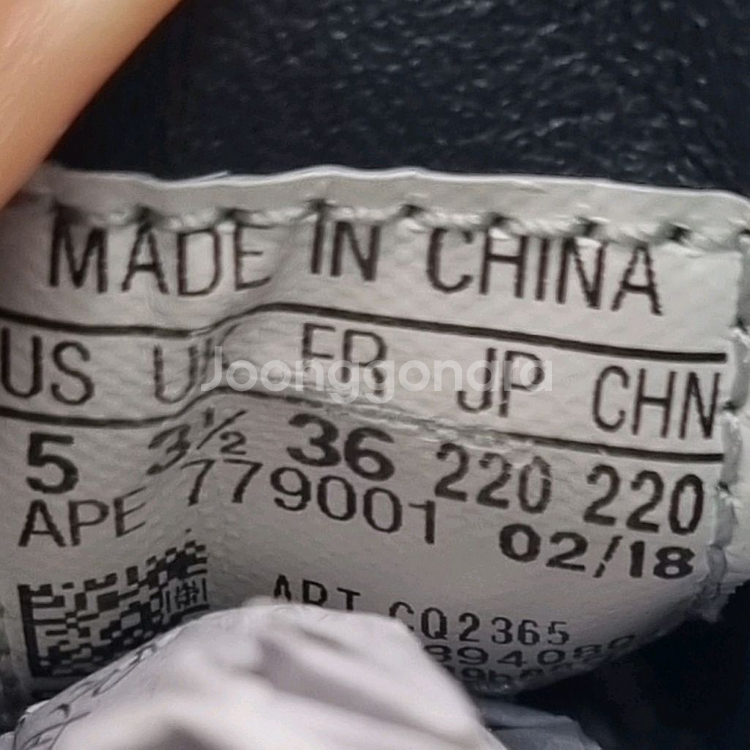 MADE IN CHINA
US UK FR JP CHN
5 3½ 36 220 220
APE 779001 02/18
ART CQ2365
Joonggonara